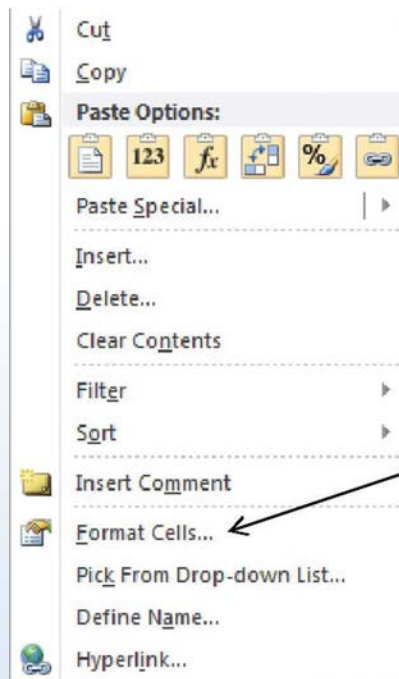 Cut
Copy
Paste Options:
123 fx %
Paste Special...
Insert...
Delete...
Clear Contents
Filter
Sort
Insert Comment
Format Cells...
Pick From Drop-down List...
Define Name...
Hyperlink...